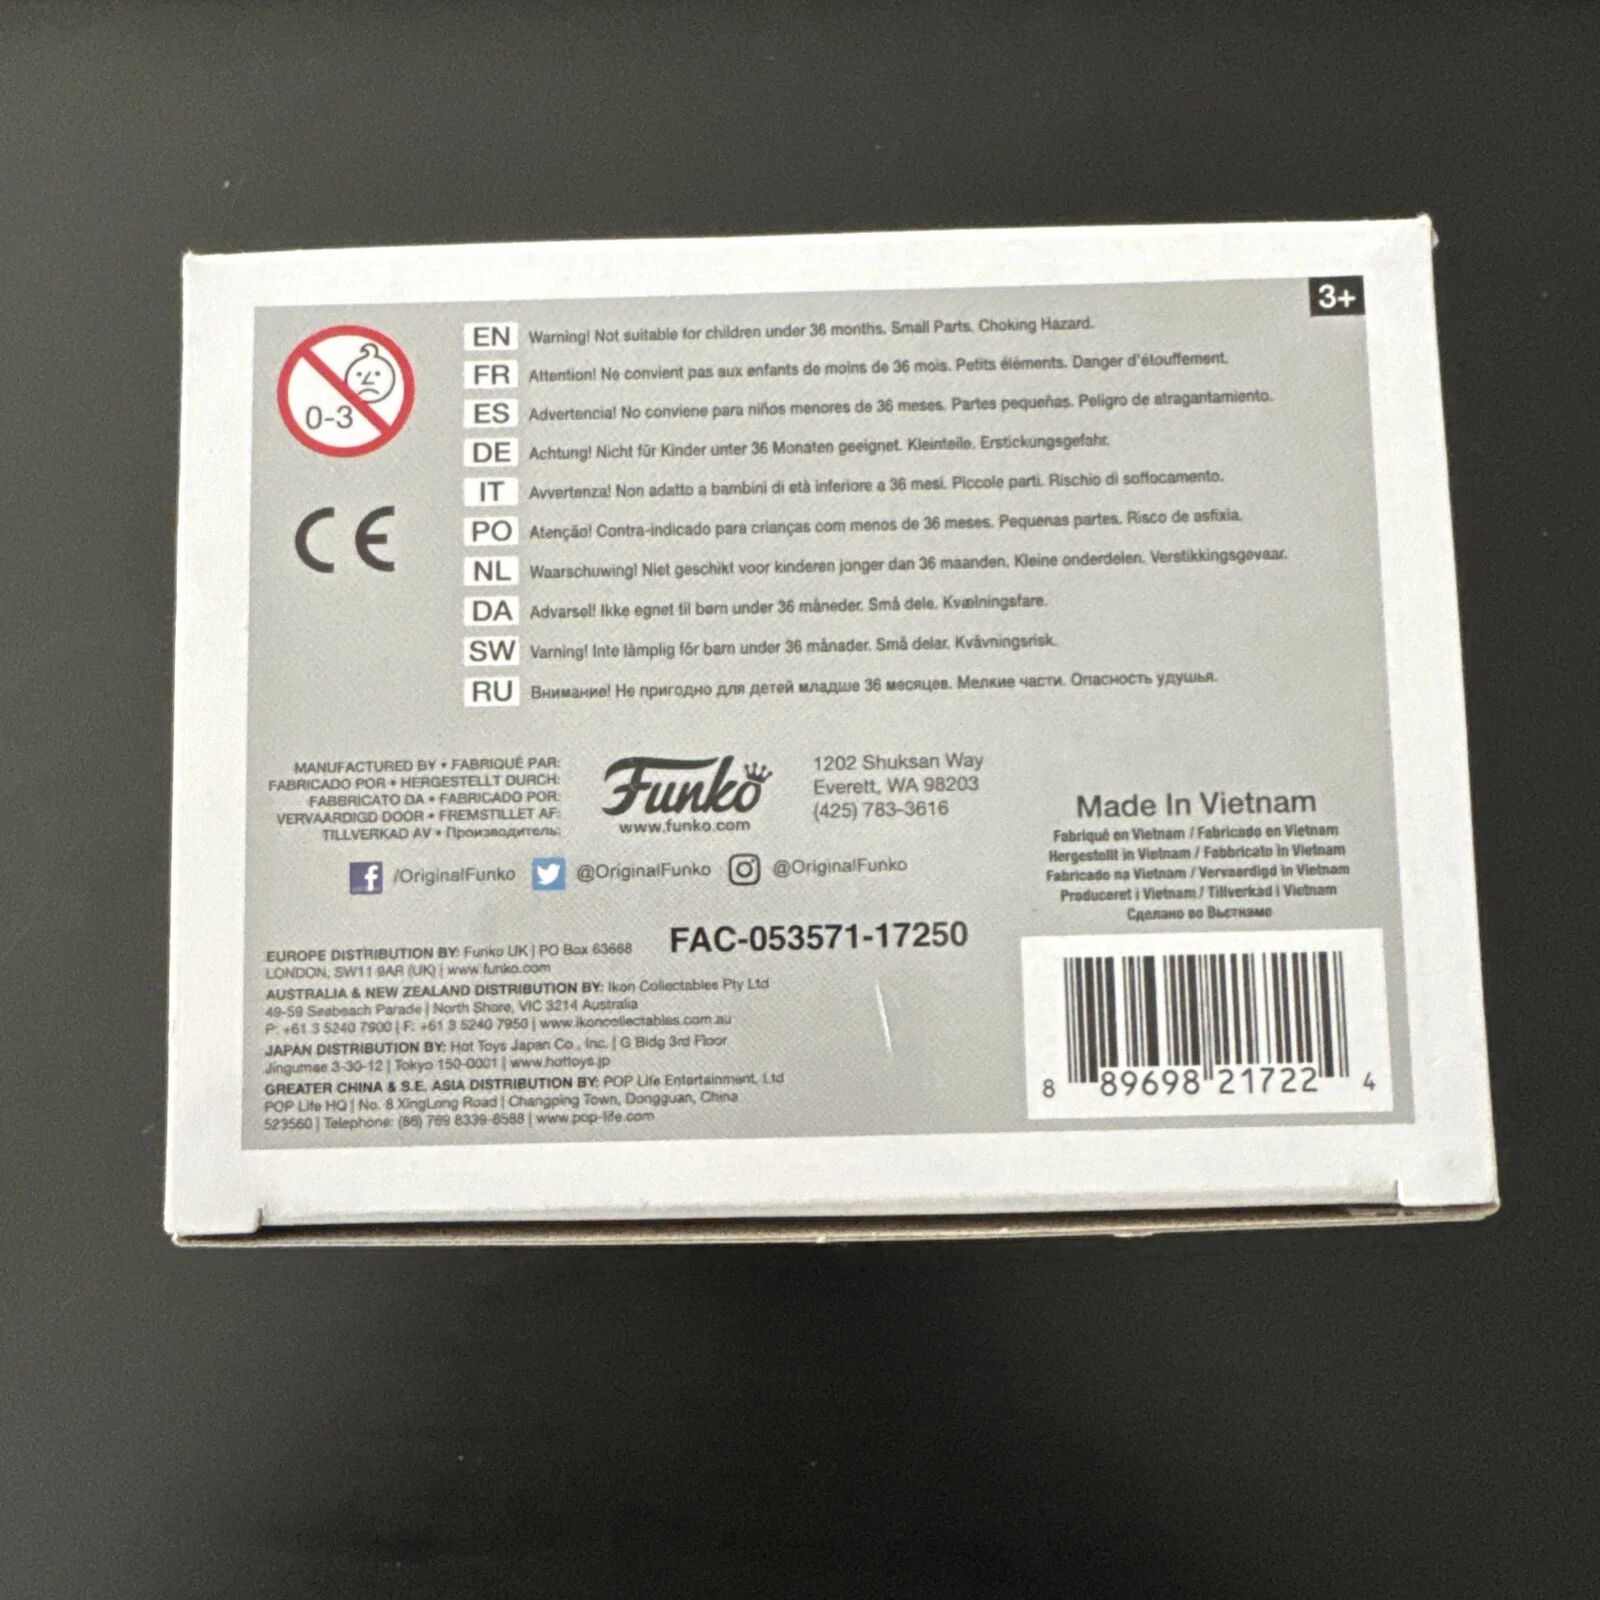 3+
0-3
CE
EN Warning! Not suitable for children under 36 months. Small Parts. Choking Hazard.
FR Attention! Ne convient pas aux enfants de moins de 36 mois. Petits éléments. Danger d'étouffement.
ES Advertencia! No conviene para niños menores de 36 meses. Partes pequeñas. Peligro de atragantamiento.
DE Achtung! Nicht für Kinder unter 36 Monaten geeignet. Kleinteile. Erstickungsgefahr.
IT Avvertenza! Non adatto a bambini di età inferiore a 36 mesi. Piccole parti. Rischio di soffocamento.
PO Atenção! Contra-indicado para crianças com menos de 36 meses. Pequenas partes. Risco de asfixia.
NL Waarschuwing! Niet geschikt voor kinderen jonger dan 36 maanden. Kleine onderdelen. Verstikkingsgevaar.
DA Advarsel! Ikke egnet til børn under 36 måneder. Små dele. Kvælningsfare.
SW Varning! Inte lämplig för barn under 36 månader. Små delar. Kvävningsrisk.
RU Внимание! Не пригодно для детей младше 36 месяцев. Мелкие части. Опасность удушья.
MANUFACTURED BY • FABRIQUÉ PAR:
FABRICADO POR • HERGESTELLT DURCH:
FABBRICATO DA • FABRICADO POR:
VERVAARDIGD DOOR • FREMSTILLET AF:
TILLVERKAD AV • Производитель:
Funko
www.funko.com
1202 Shuksan Way
Everett, WA 98203
(425) 783-3616
/OriginalFunko @OriginalFunko @OriginalFunko
Made In Vietnam
Fabriqué en Vietnam / Fabricado en Vietnam
Hergestellt in Vietnam / Fabbricato in Vietnam
Fabricado na Vietnam / Vervaardigd in Vietnam
Produceret i Vietnam / Tillverkad i Vietnam
Сделано во Вьетнаме
FAC-053571-17250
EUROPE DISTRIBUTION BY: Funko UK | PO Box 63668
LONDON, SW11 9AR (UK) | www.funko.com
AUSTRALIA & NEW ZEALAND DISTRIBUTION BY: Ikon Collectables Pty Ltd
49-59 Seabeach Parade | North Shore, VIC 3214 Australia
P: +61 3 5240 7900 | F: +61 3 5240 7950 | www.ikoncollectables.com.au
JAPAN DISTRIBUTION BY: Hot Toys Japan Co., Inc. | G Bldg 3rd Floor
Jingumae 3-30-12 | Tokyo 150-0001 | www.hottoys.jp
GREATER CHINA & S.E. ASIA DISTRIBUTION BY: POP Life Entertainment, Ltd
POP Life HQ | No. 8 XingLong Road | Changping Town, Dongguan, China
523560 | Telephone: (86) 769 8339-6588 | www.pop-life.com
8 89698 21722 4